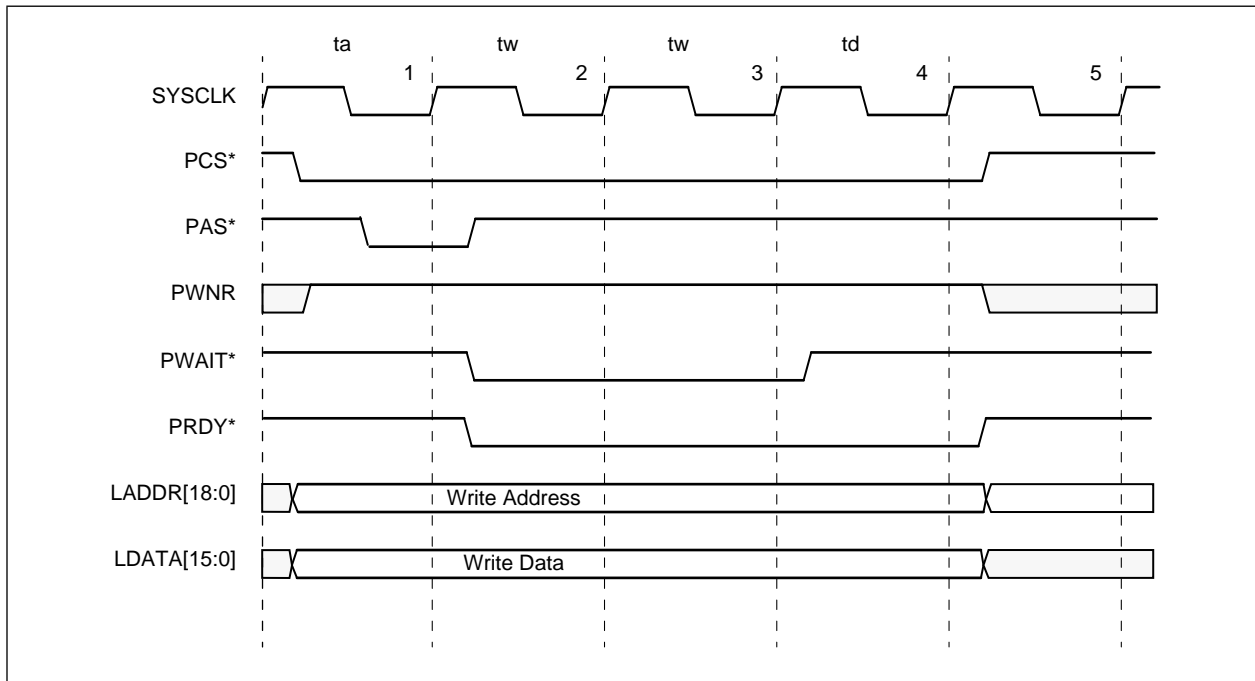 ta tw tw td
1 2 3 4 5
SYSCLK
PCS*
PAS*
PWNR
PWAIT*
PRDY*
LADDR[18:0] Write Address
LDATA[15:0] Write Data